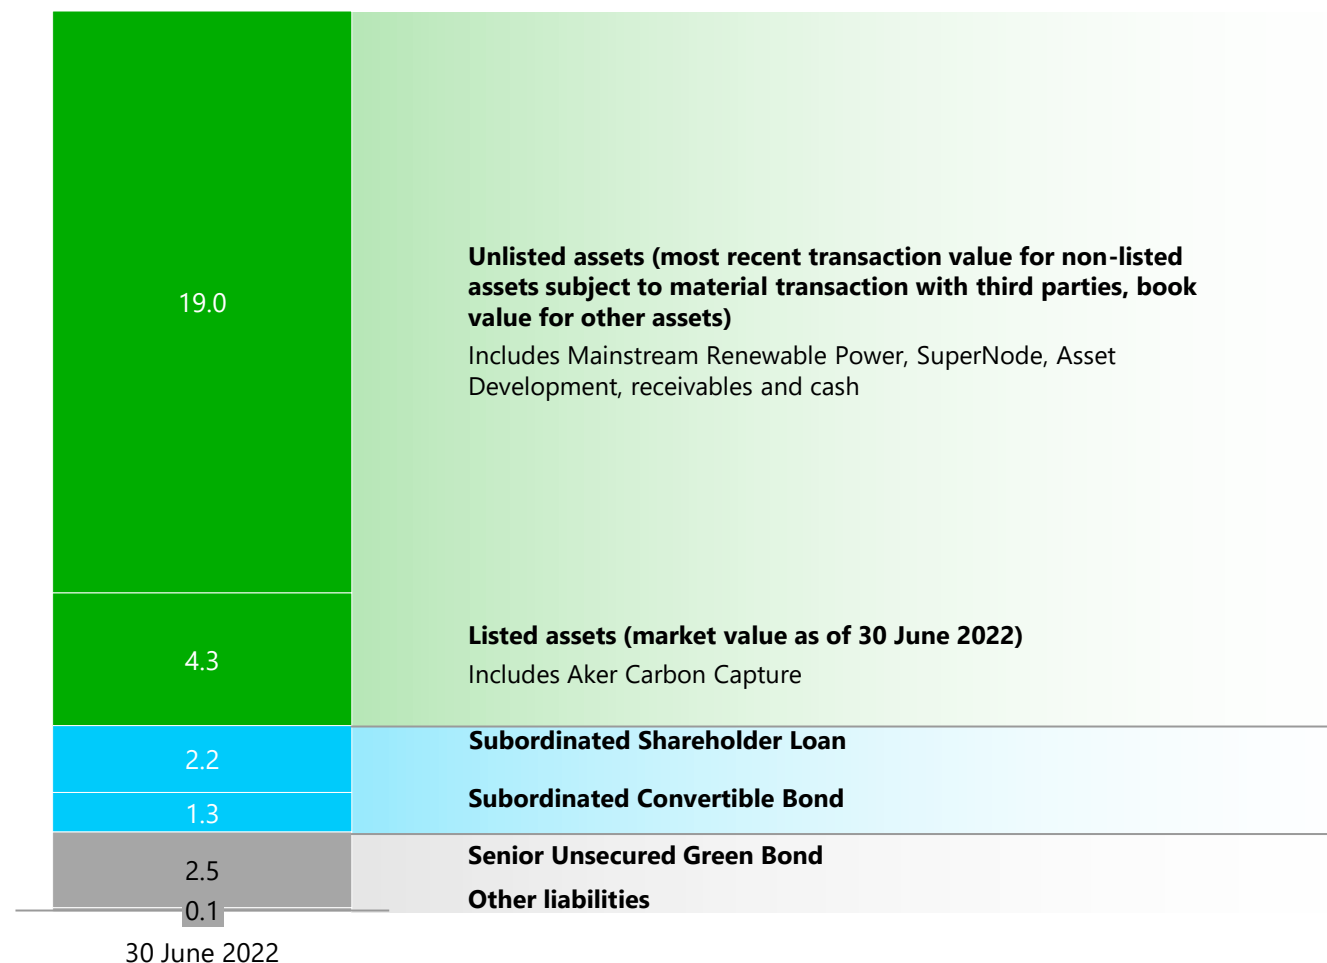 19.0
Unlisted assets (most recent transaction value for non-listed
assets subject to material transaction with third parties, book
value for other assets)
Includes Mainstream Renewable Power, SuperNode, Asset
Development, receivables and cash
4.3
Listed assets (market value as of 30 June 2022)
Includes Aker Carbon Capture
2.2
Subordinated Shareholder Loan
1.3
Subordinated Convertible Bond
2.5
Senior Unsecured Green Bond
0.1
Other liabilities
30 June 2022